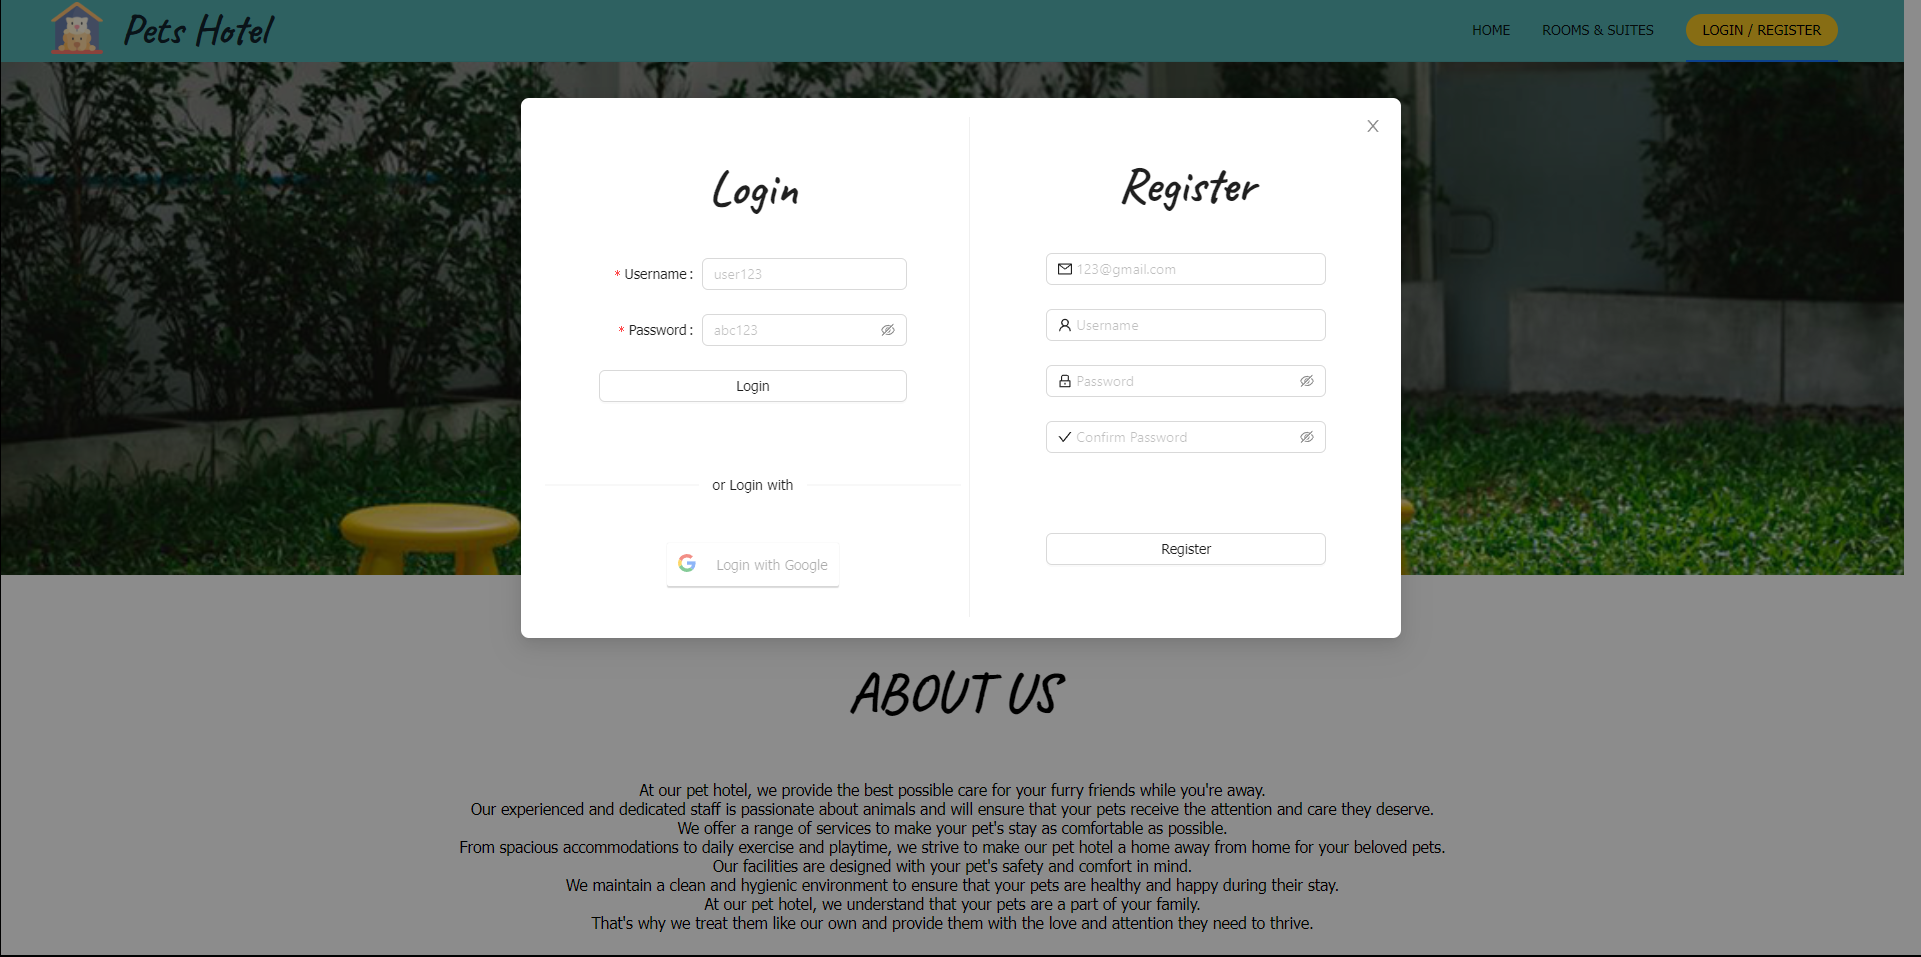 Pets Hotel
HOME
ROOMS & SUITES
LOGIN / REGISTER
Login
* Username :
user123
* Password :
abc123
Login
or Login with
Login with Google
Register
123@gmail.com
Username
Password
Confirm Password
Register
ABOUT US
At our pet hotel, we provide the best possible care for your furry friends while you're away.
Our experienced and dedicated staff is passionate about animals and will ensure that your pets receive the attention and care they deserve.
We offer a range of services to make your pet's stay as comfortable as possible.
From spacious accommodations to daily exercise and playtime, we strive to make our pet hotel a home away from home for your beloved pets.
Our facilities are designed with your pet's safety and comfort in mind.
We maintain a clean and hygienic environment to ensure that your pets are healthy and happy during their stay.
At our pet hotel, we understand that your pets are a part of your family.
That's why we treat them like our own and provide them with the love and attention they need to thrive.